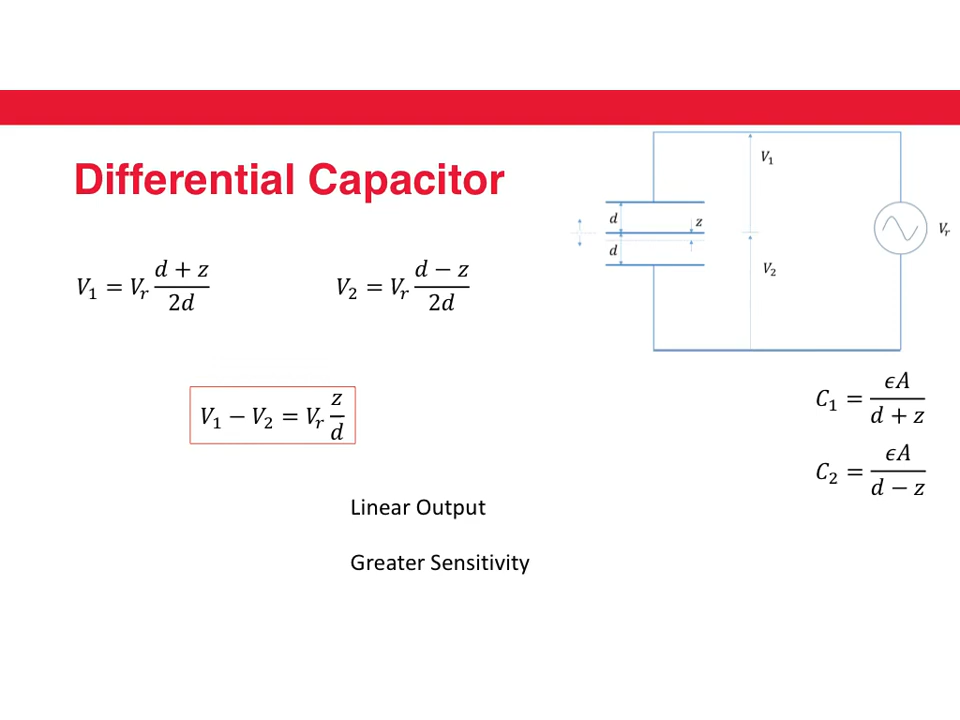 Differential Capacitor
V₁ = Vᵣ (d + z)/(2d)
V₂ = Vᵣ (d − z)/(2d)
V₁ − V₂ = Vᵣ z/d
Linear Output
Greater Sensitivity
V₁
d
z
Vᵣ
d
V₂
C₁ = ϵA/(d + z)
C₂ = ϵA/(d − z)